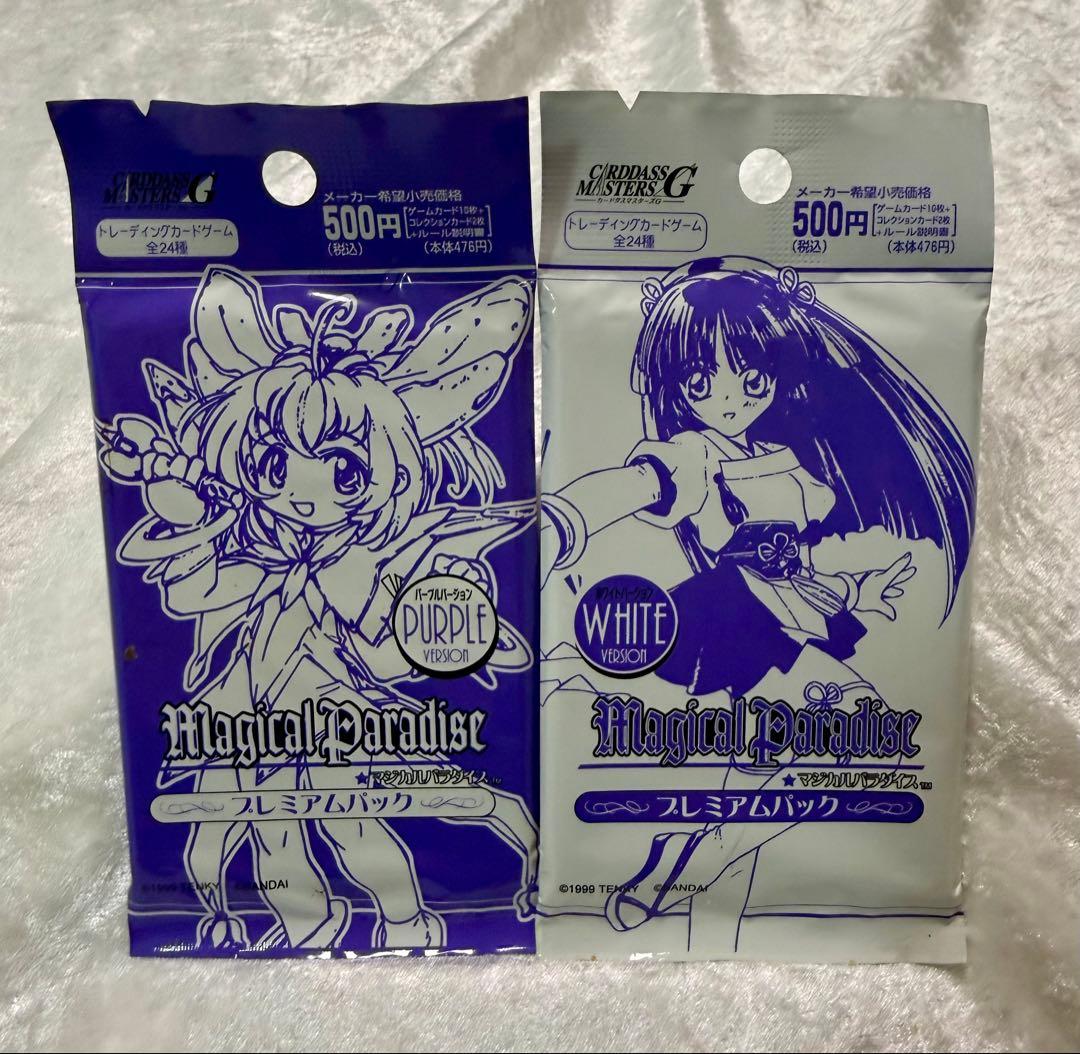 CARDDASS
MASTERS G
トレーディングカードゲーム
全24種
メーカー希望小売価格
500円
(税込)
[ゲームカード10枚+
コレクションカード2枚
+ルール説明書]
(本体476円)
パープルバージョン
PURPLE
VERSION
Magical Paradise
★マジカルパラダイス™
プレミアムパック
©1999 TENKY ©BANDAI
CARDDASS
MASTERS G
カードダスマスターズG
トレーディングカードゲーム
全24種
メーカー希望小売価格
500円
(税込)
[ゲームカード10枚+
コレクションカード2枚
+ルール説明書]
(本体476円)
ホワイトバージョン
WHITE
VERSION
Magical Paradise
★マジカルパラダイス™
プレミアムパック
©1999 TENKY ©BANDAI